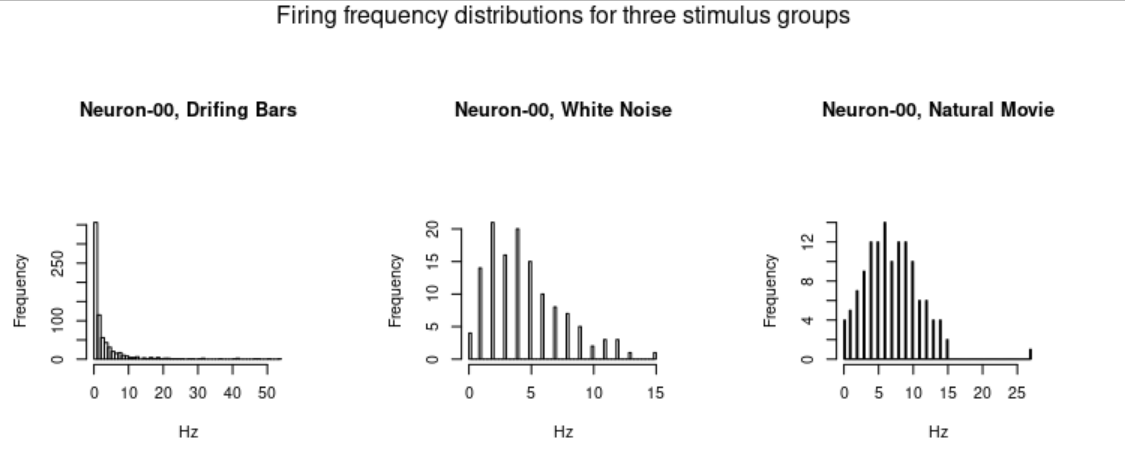 Firing frequency distributions for three stimulus groups
Neuron-00, Drifing Bars
Neuron-00, White Noise
Neuron-00, Natural Movie
Frequency
0 100 250
0 10 20 30 40 50
Hz
Frequency
0 5 10 15 20
0 5 10 15
Hz
Frequency
0 4 8 12
0 5 10 15 20 25
Hz